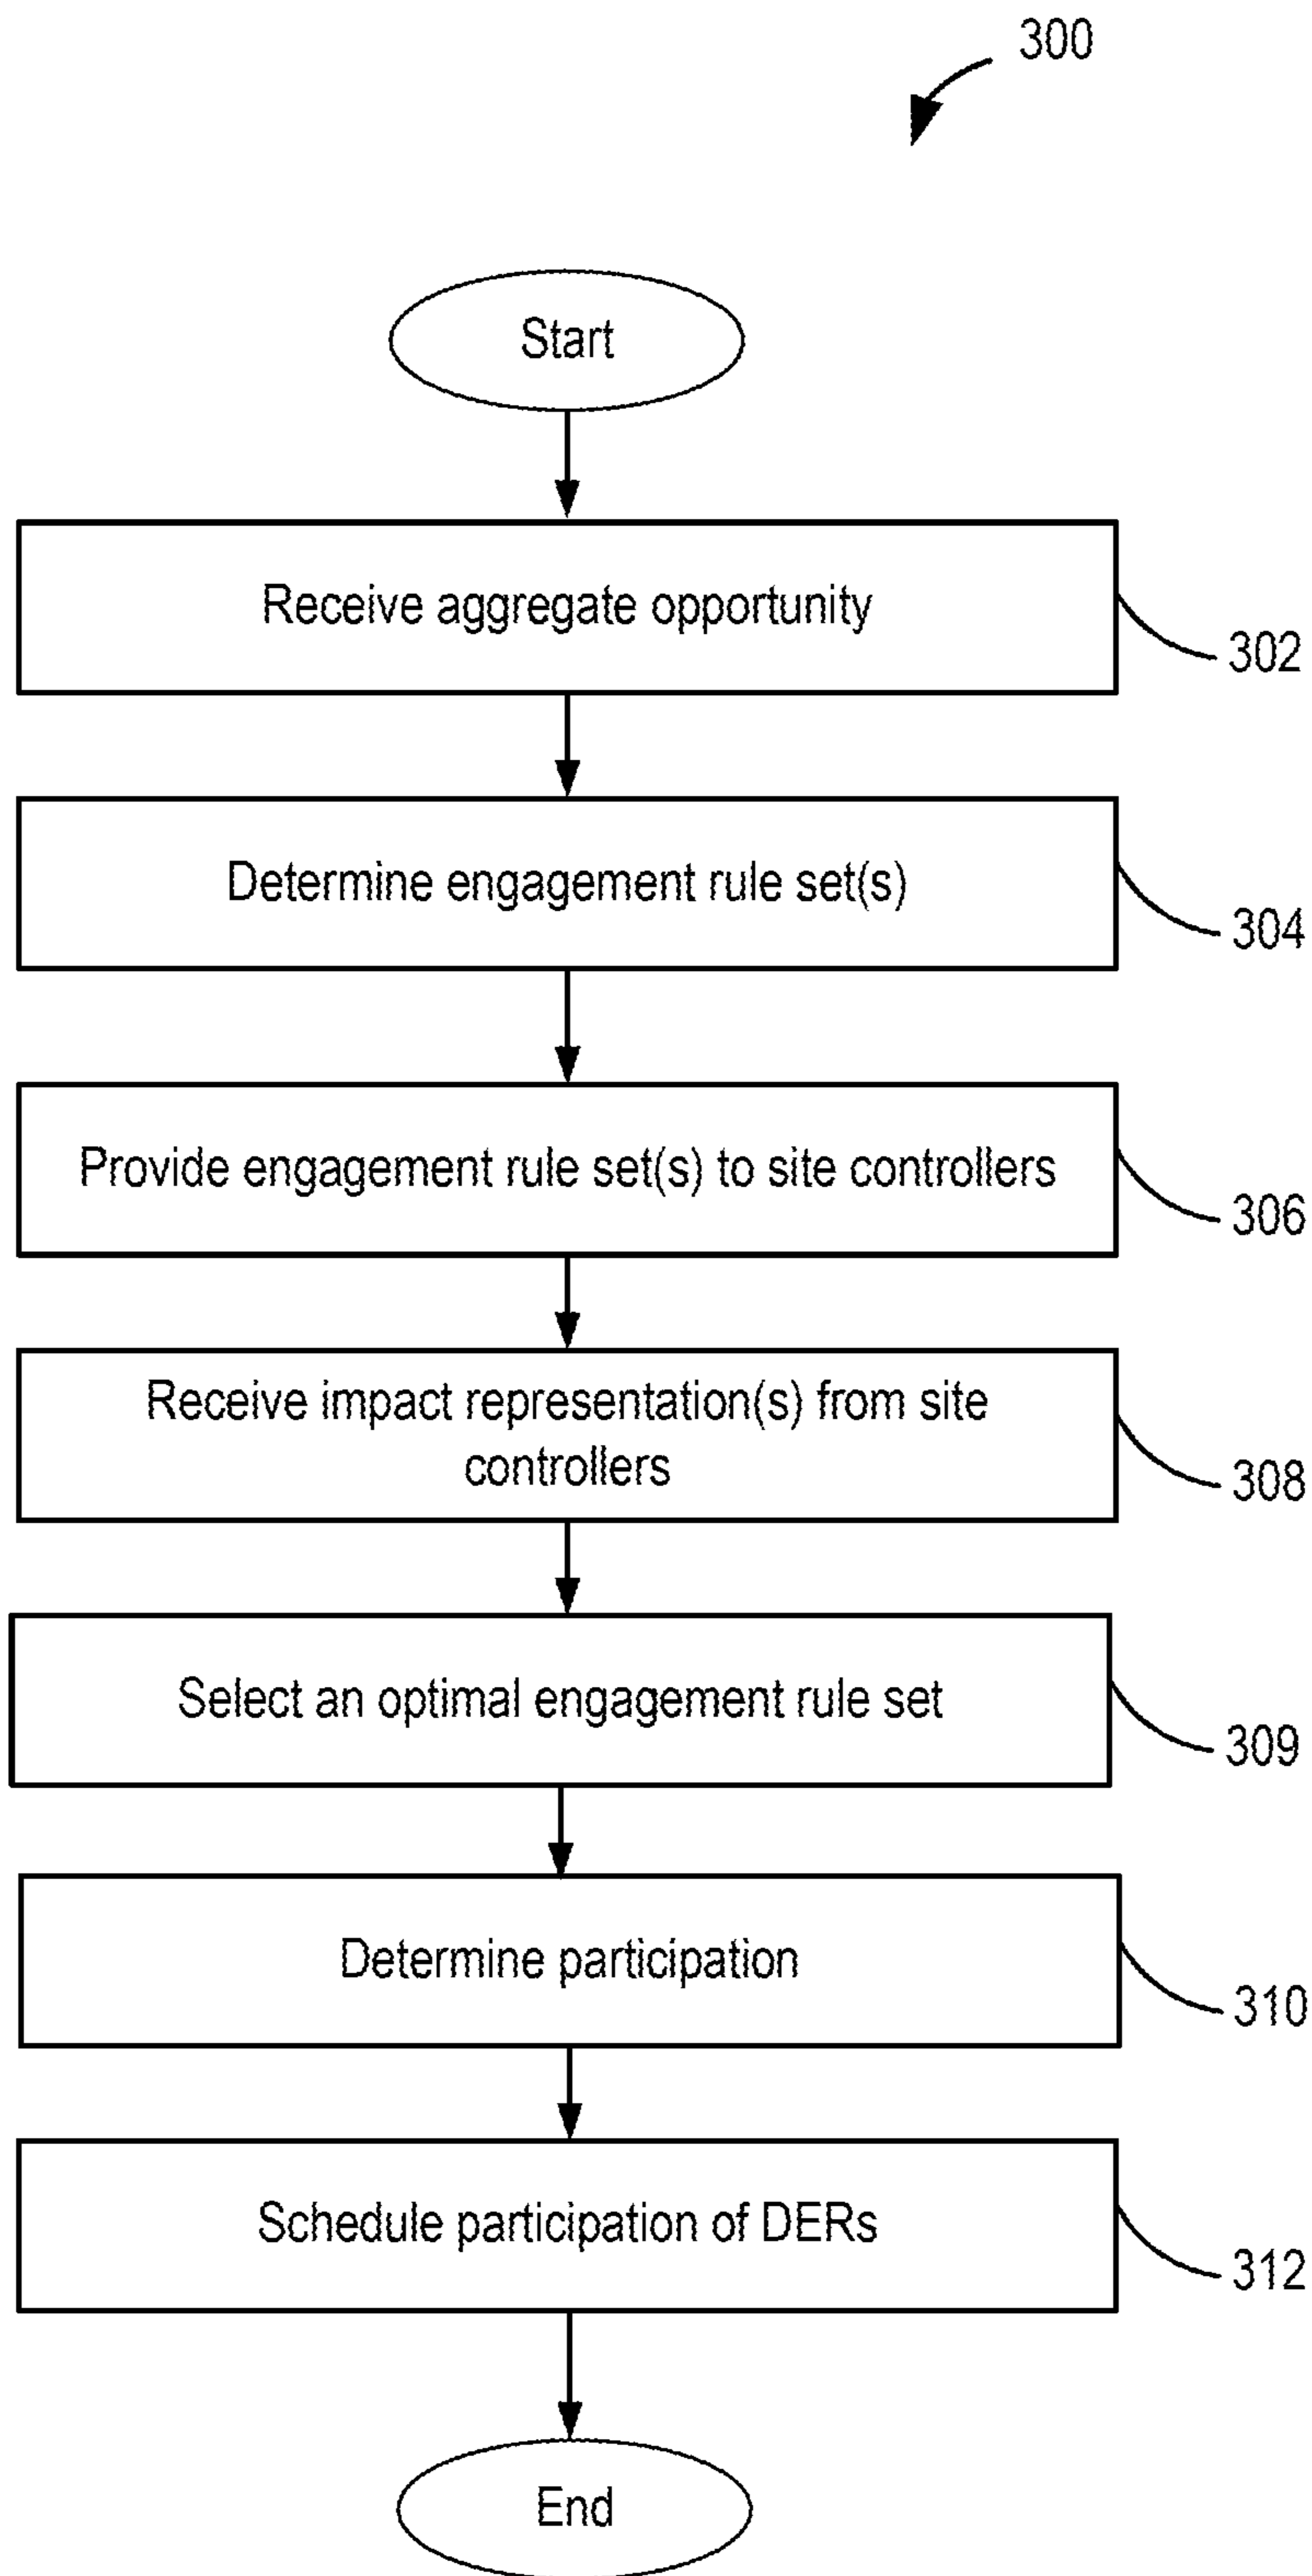 300
Start
Receive aggregate opportunity
302
Determine engagement rule set(s)
304
Provide engagement rule set(s) to site controllers
306
Receive impact representation(s) from site
controllers
308
Select an optimal engagement rule set
309
Determine participation
310
Schedule participation of DERs
312
End